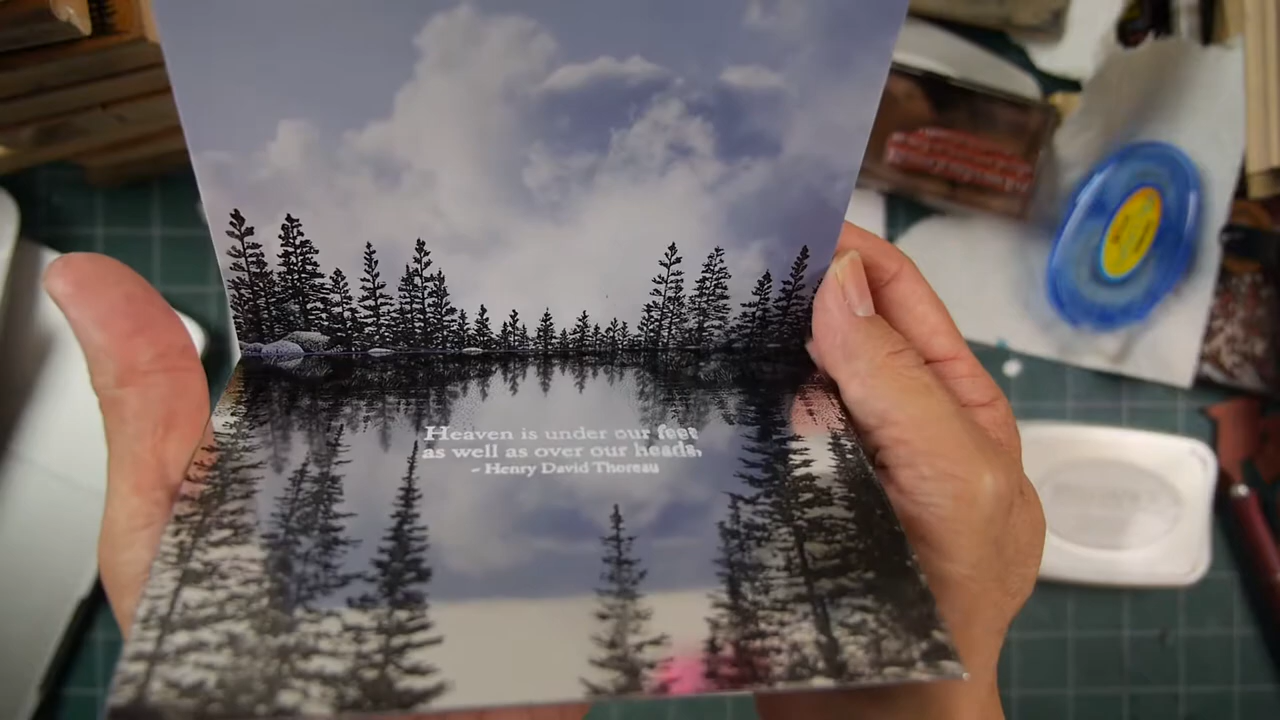 Heaven is under our feet
as well as over our heads,
- Henry David Thoreau